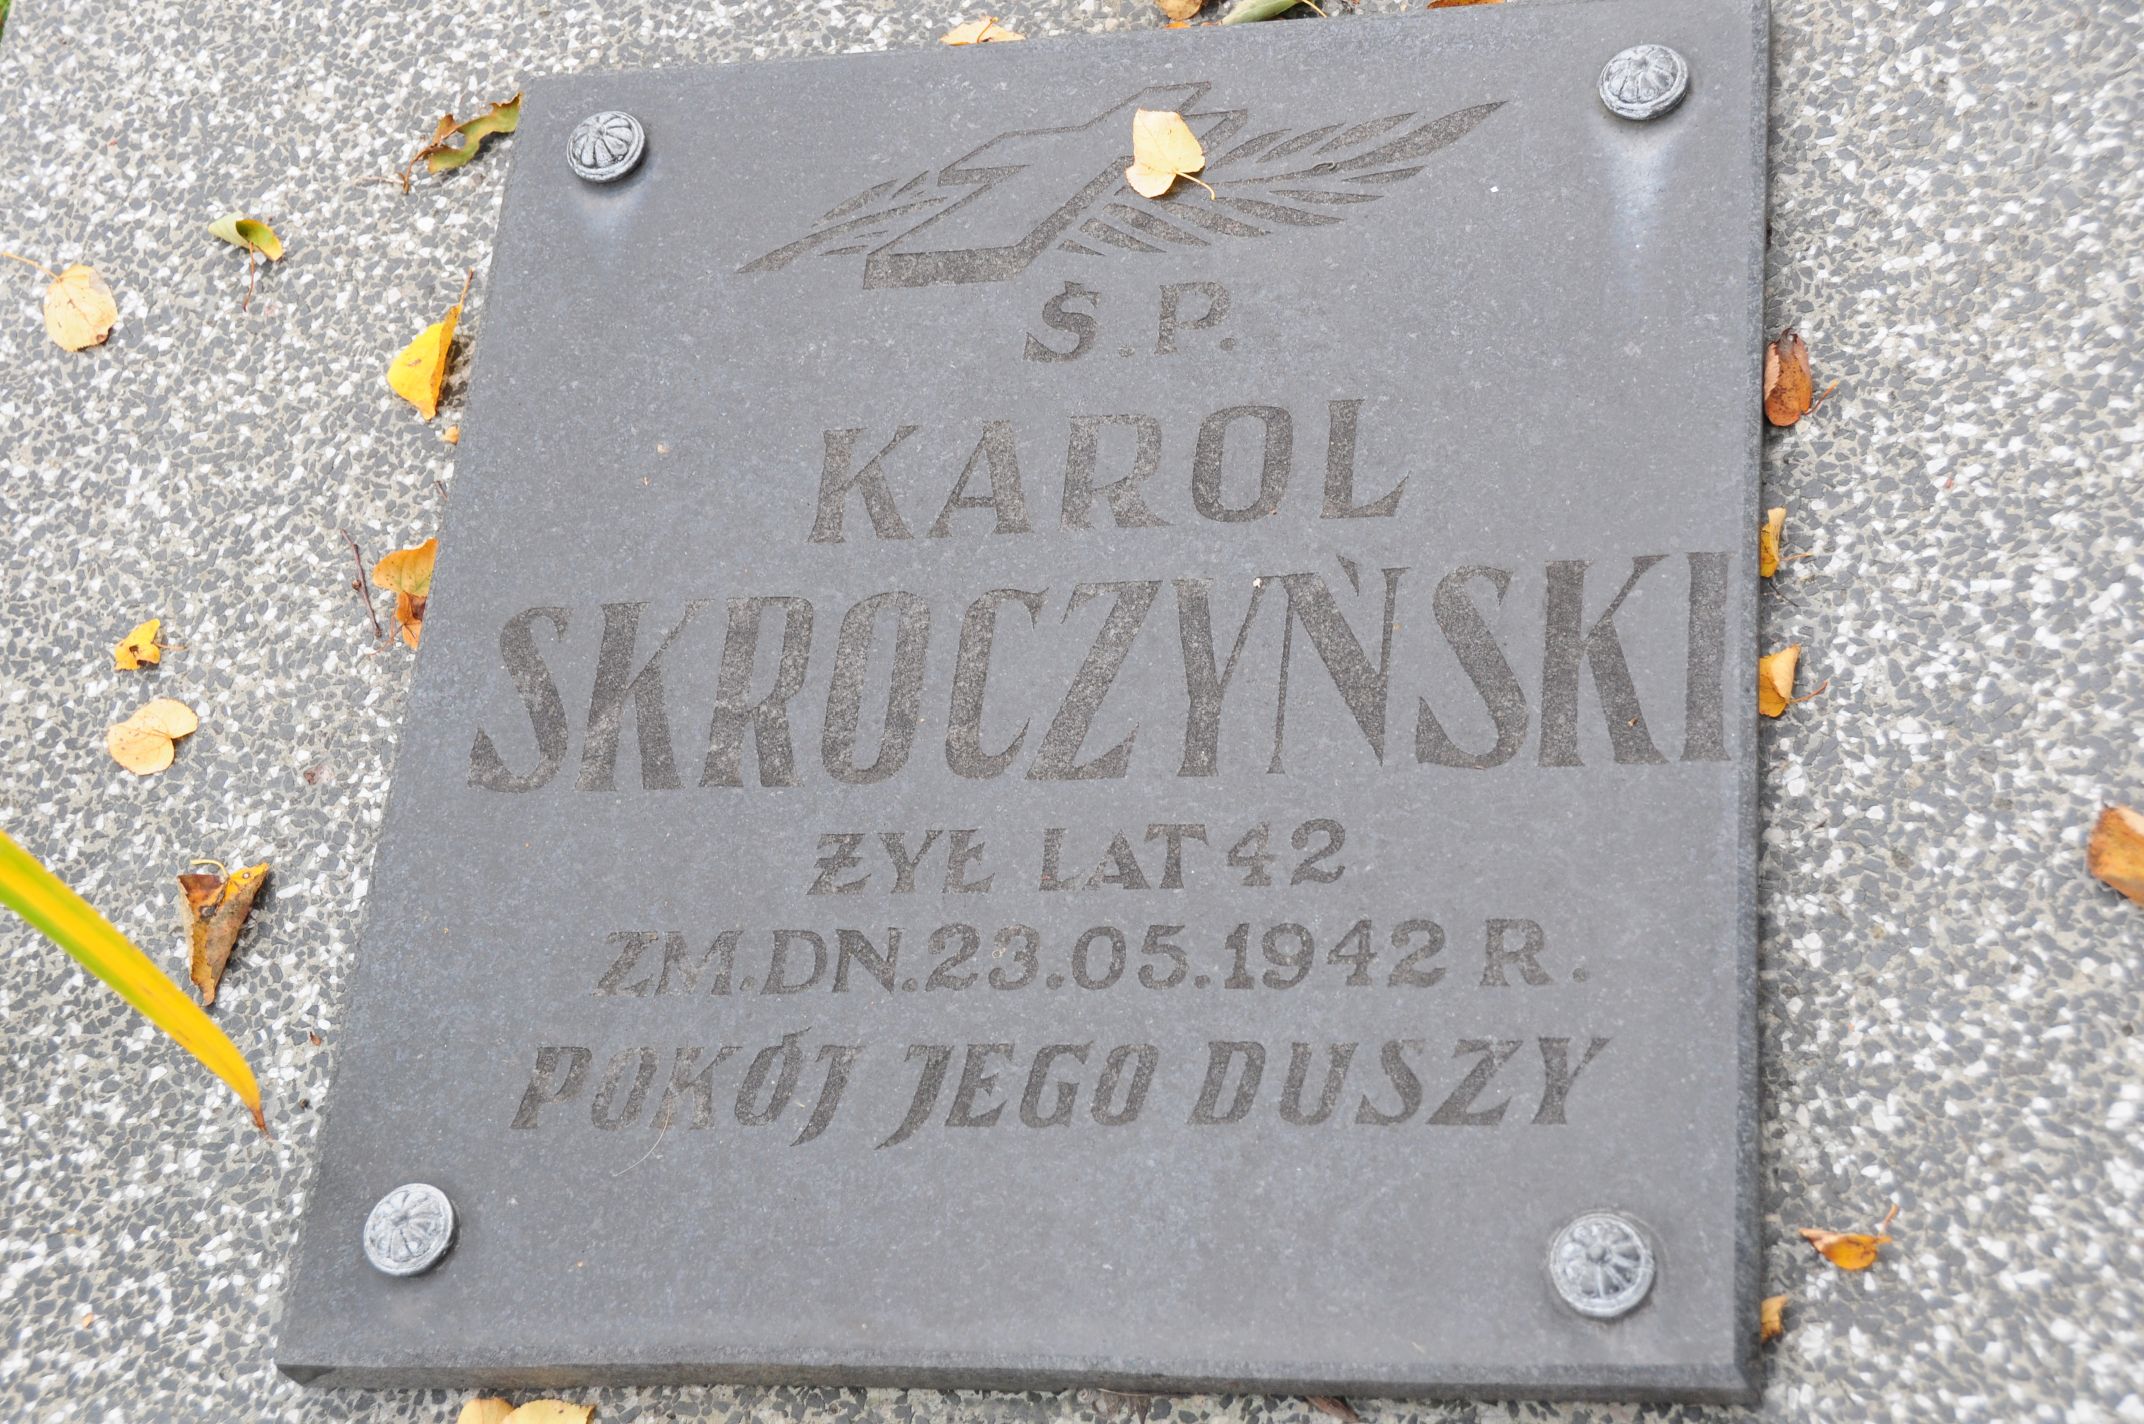 Ś.P.
KAROL
SKROCZYŃSKI
ŻYŁ LAT 42
ZM.DN.23.05.1942 R.
POKÓJ JEGO DUSZY